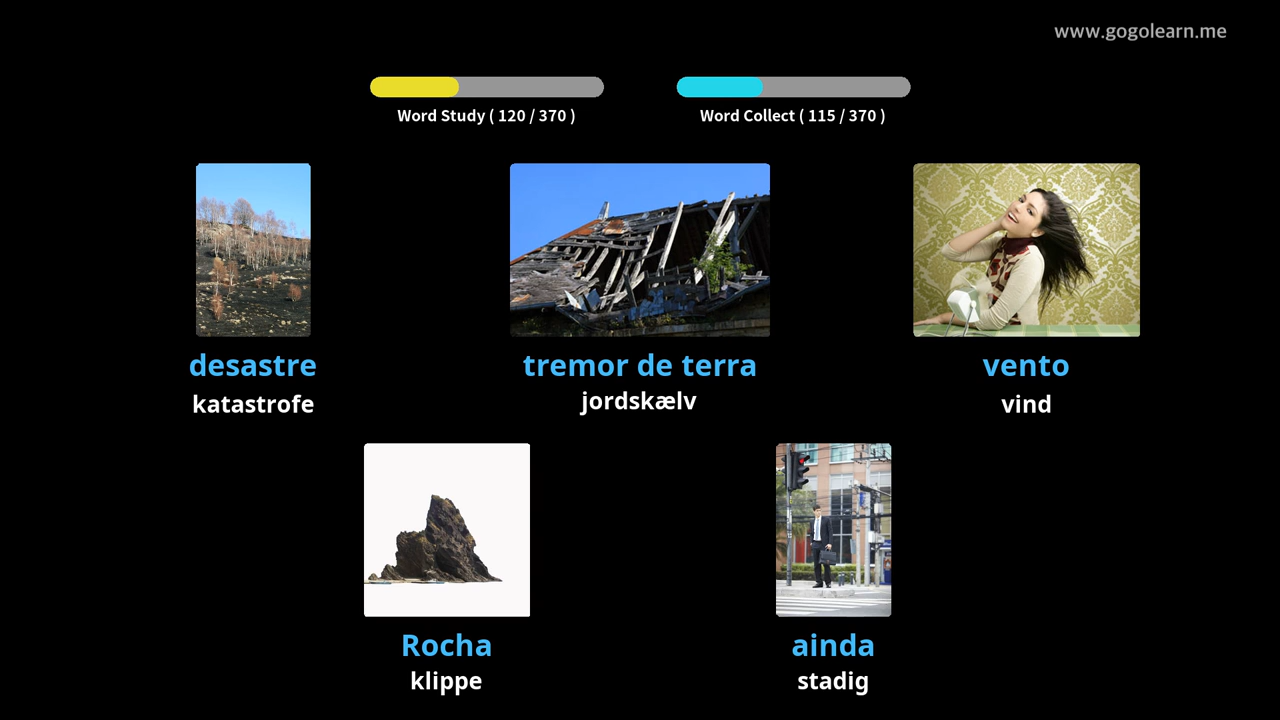 www.gogolearn.me
Word Study ( 120 / 370 )
Word Collect ( 115 / 370 )
desastre
katastrofe
tremor de terra
jordskælv
vento
vind
Rocha
klippe
ainda
stadig